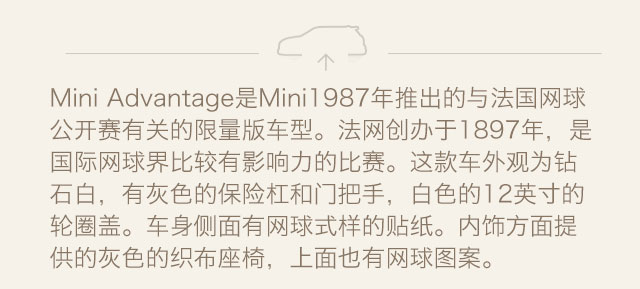 Mini Advantage是Mini1987年推出的与法国网球
公开赛有关的限量版车型。法网创办于1897年，是
国际网球界比较有影响力的比赛。这款车外观为钻
石白，有灰色的保险杠和门把手，白色的12英寸的
轮圈盖。车身侧面有网球式样的贴纸。内饰方面提
供的灰色的织布座椅，上面也有网球图案。